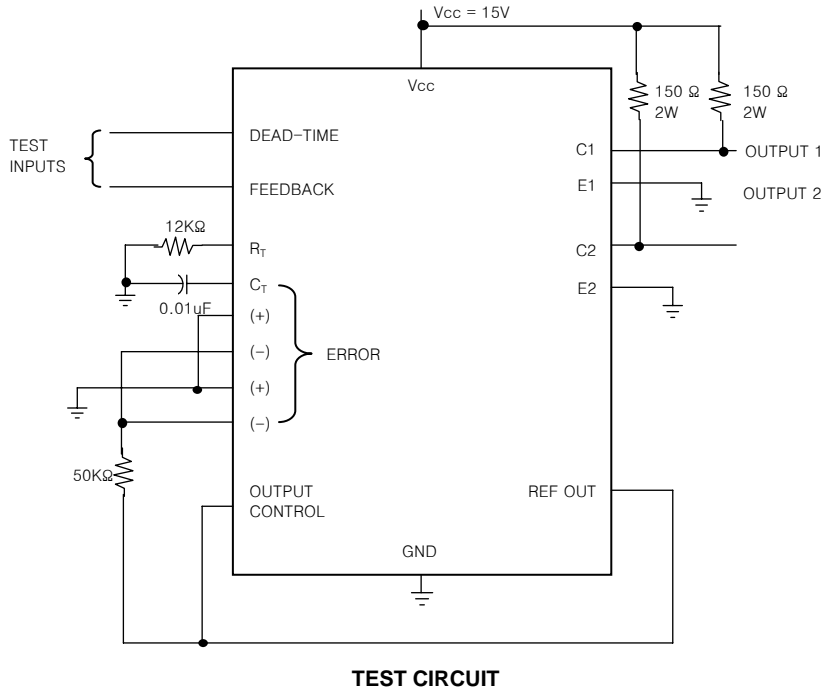 Vcc = 15V
Vcc
150 Ω
2W
150 Ω
2W
TEST
INPUTS
DEAD-TIME
FEEDBACK
C1
OUTPUT 1
E1
OUTPUT 2
12KΩ
RT
C2
CT
0.01uF
E2
(+)
(-)
ERROR
(+)
(-)
50KΩ
OUTPUT
CONTROL
REF OUT
GND
TEST CIRCUIT